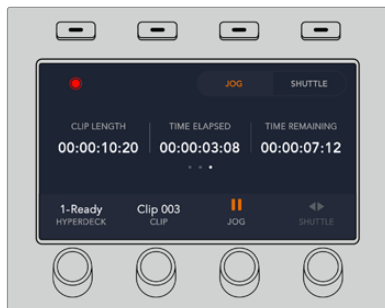 JOG SHUTTLE
CLIP LENGTH TIME ELAPSED TIME REMAINING
00:00:10:20 00:00:03:08 00:00:07:12
1-Ready Clip 003
HYPERDECK CLIP JOG SHUTTLE